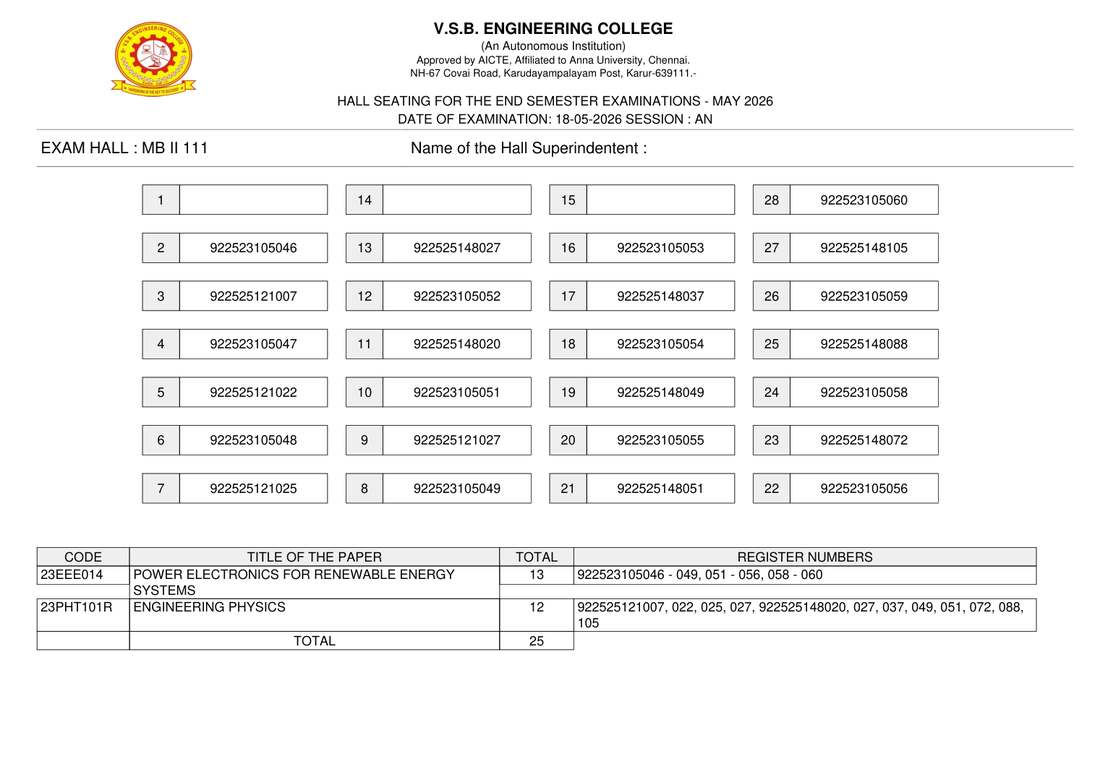 V.S.B. ENGINEERING COLLEGE
(An Autonomous Institution)
Approved by AICTE, Affiliated to Anna University, Chennai.
NH-67 Covai Road, Karudayampalayam Post, Karur-639111.-
HALL SEATING FOR THE END SEMESTER EXAMINATIONS - MAY 2026
DATE OF EXAMINATION: 18-05-2026 SESSION : AN
EXAM HALL : MB II 111 Name of the Hall Superindentent :
1 14 15 28 922523105060
2 922523105046 13 922525148027 16 922523105053 27 922525148105
3 922525121007 12 922523105052 17 922525148037 26 922523105059
4 922523105047 11 922525148020 18 922523105054 25 922525148088
5 922525121022 10 922523105051 19 922525148049 24 922523105058
6 922523105048 9 922525121027 20 922523105055 23 922525148072
7 922525121025 8 922523105049 21 922525148051 22 922523105056
CODE TITLE OF THE PAPER TOTAL REGISTER NUMBERS
23EEE014 POWER ELECTRONICS FOR RENEWABLE ENERGY 13 922523105046 - 049, 051 - 056, 058 - 060
SYSTEMS
23PHT101R ENGINEERING PHYSICS 12 922525121007, 022, 025, 027, 922525148020, 027, 037, 049, 051, 072, 088,
105
TOTAL 25